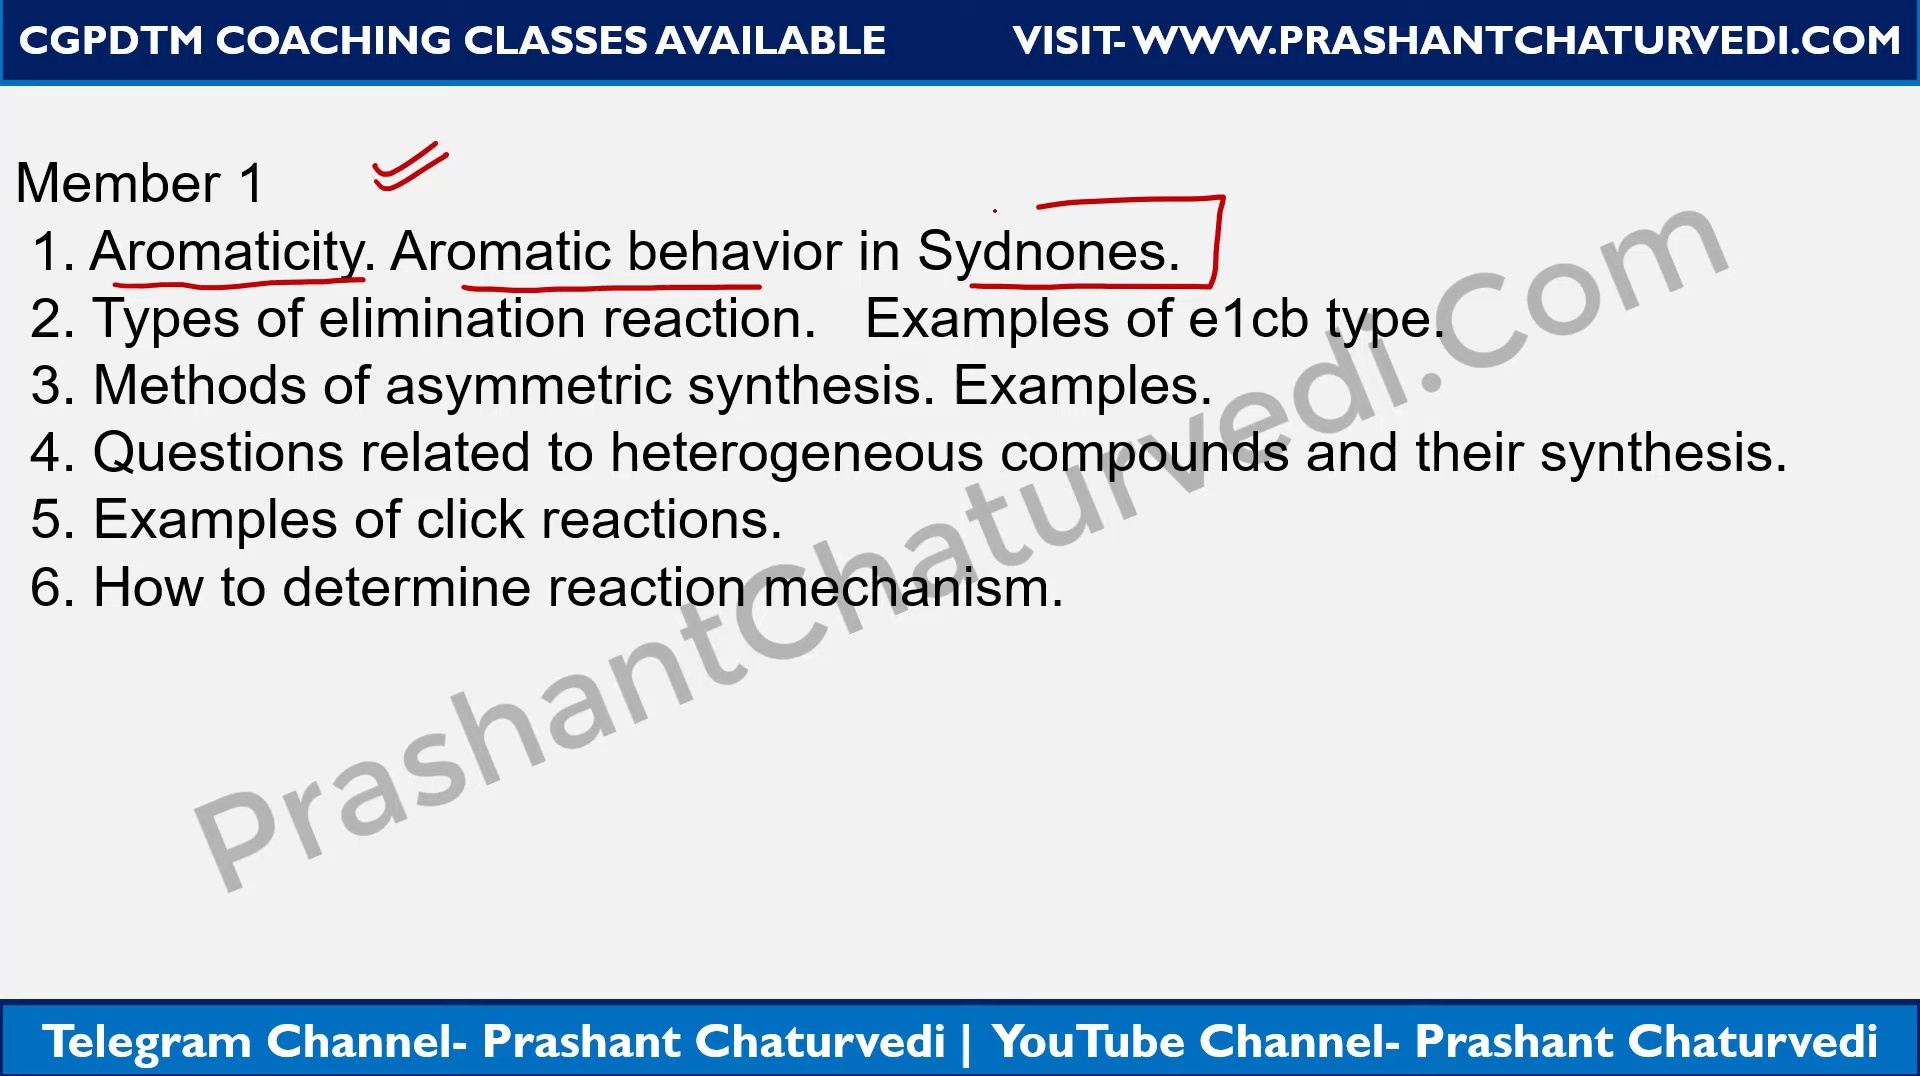 CGPDTM COACHING CLASSES AVAILABLE VISIT- WWW.PRASHANTCHATURVEDI.COM
Member 1
1. Aromaticity. Aromatic behavior in Sydnones.
2. Types of elimination reaction. Examples of e1cb type.
3. Methods of asymmetric synthesis. Examples.
4. Questions related to heterogeneous compounds and their synthesis.
5. Examples of click reactions.
6. How to determine reaction mechanism.
PrashantChaturvedi.Com
Telegram Channel- Prashant Chaturvedi | YouTube Channel- Prashant Chaturvedi